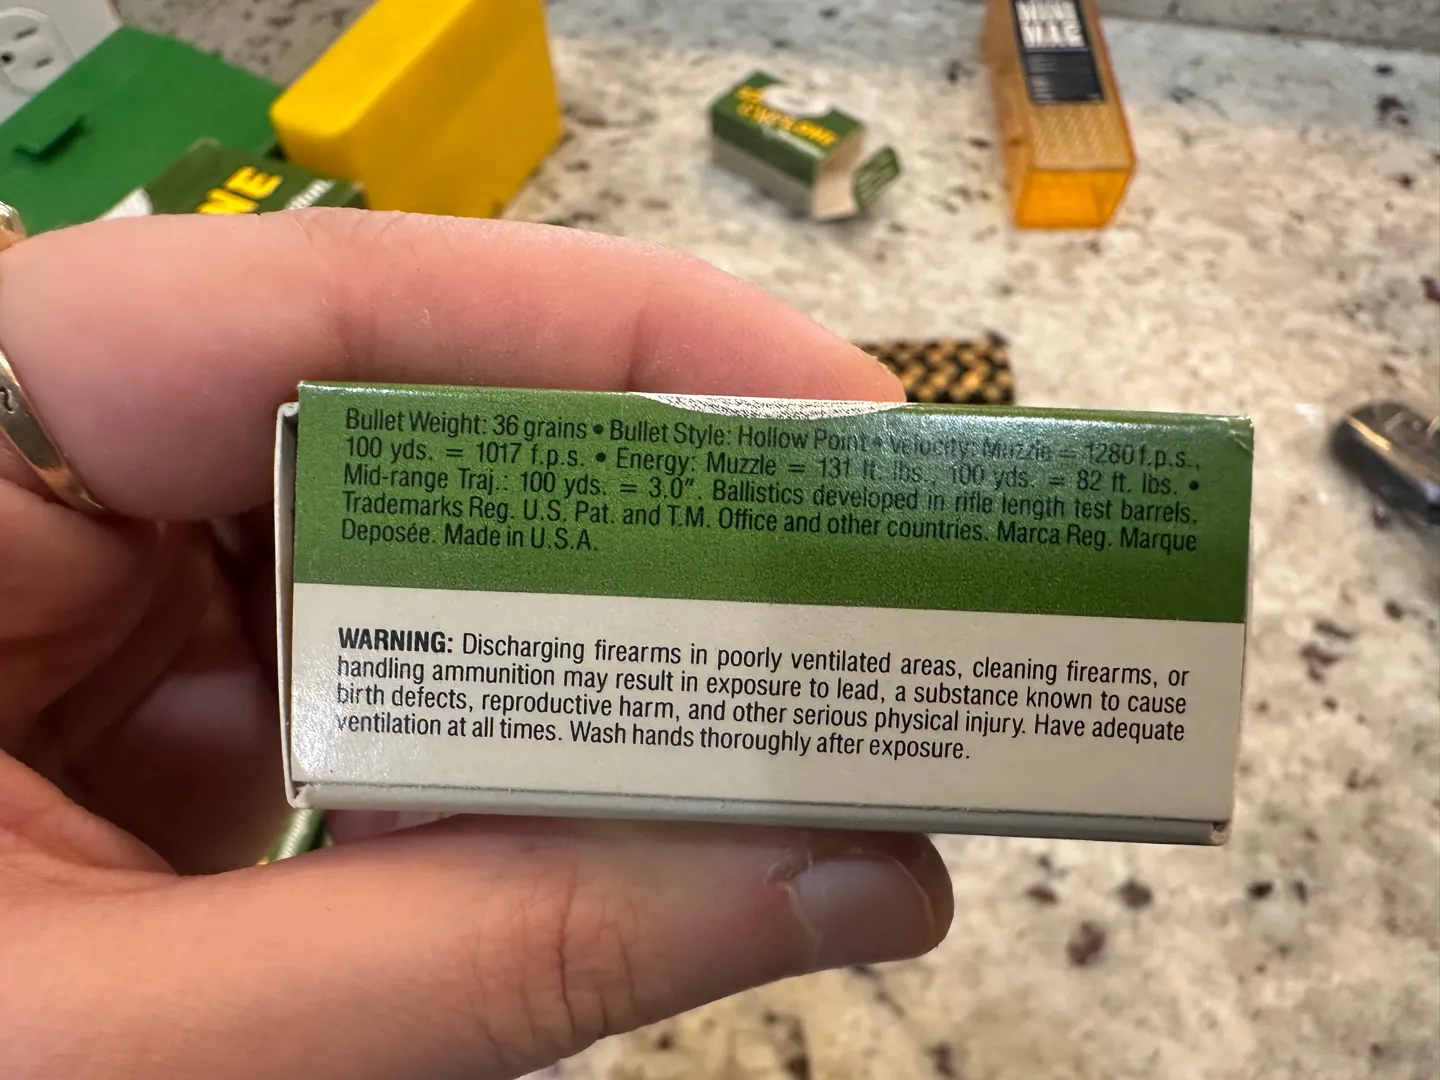 MINI
MAG
CYCLONE
NE
Bullet Weight: 36 grains • Bullet Style: Hollow Point • Velocity: Muzzle = 1280 f.p.s.,
100 yds. = 1017 f.p.s. • Energy: Muzzle = 131 ft. lbs., 100 yds. = 82 ft. lbs. •
Mid-range Traj.: 100 yds. = 3.0". Ballistics developed in rifle length test barrels.
Trademarks Reg. U.S. Pat. and T.M. Office and other countries. Marca Reg. Marque
Deposée. Made in U.S.A.
WARNING: Discharging firearms in poorly ventilated areas, cleaning firearms, or
handling ammunition may result in exposure to lead, a substance known to cause
birth defects, reproductive harm, and other serious physical injury. Have adequate
ventilation at all times. Wash hands thoroughly after exposure.